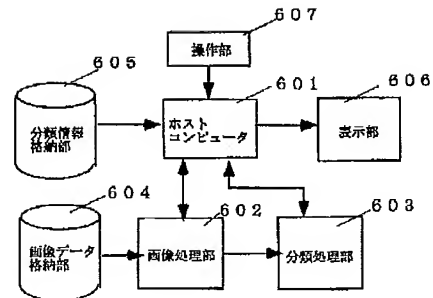 607
操作部
605
601
606
分類情報
格納部
ホスト
コンピュータ
表示部
604
602
603
画像データ
格納部
画像処理部
分類処理部